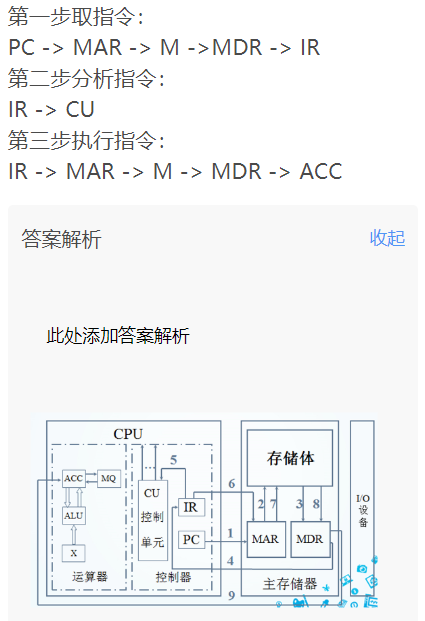 第一步取指令：
PC -> MAR -> M ->MDR -> IR
第二步分析指令：
IR -> CU
第三步执行指令：
IR -> MAR -> M -> MDR -> ACC
答案解析 收起
此处添加答案解析
CPU
存储体
5
ACC MQ
CU
控制
单元
IR
6
2 7 3 8
I/O
设备
ALU
PC
1
MAR MDR
X
4
运算器 控制器 主存储器
9